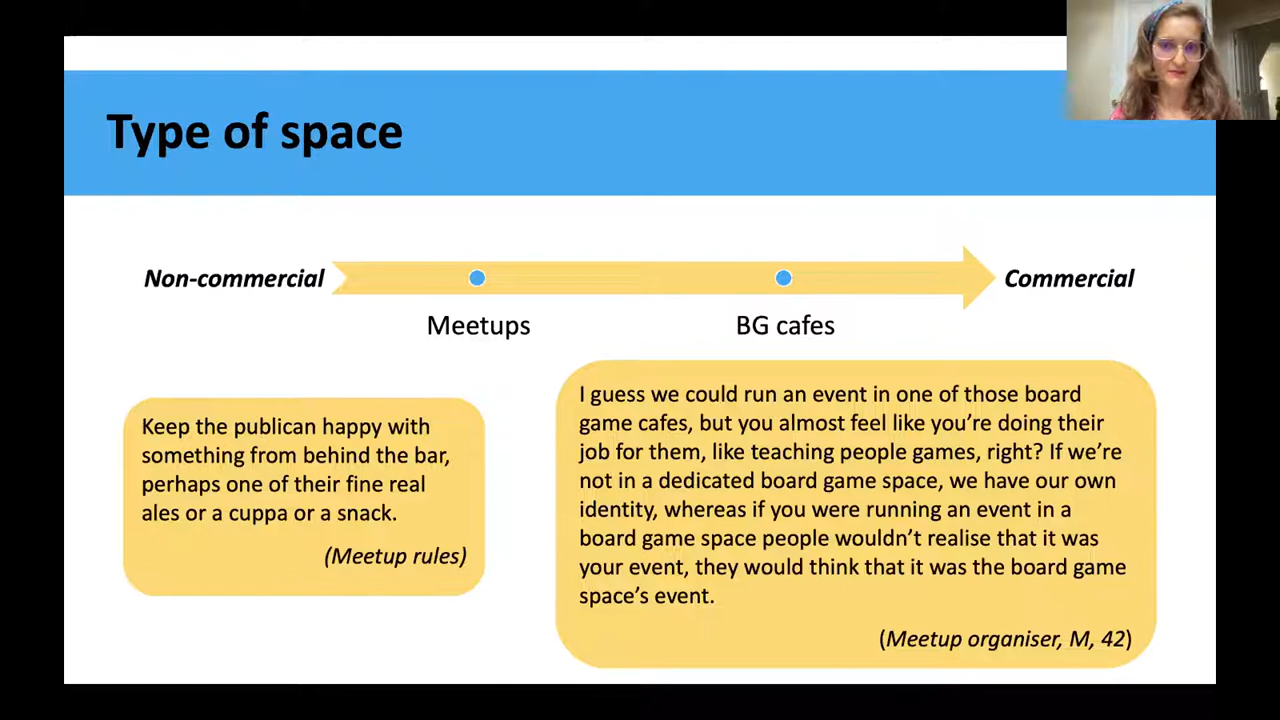 Type of space
Non-commercial
Commercial
Meetups
BG cafes
Keep the publican happy with
something from behind the bar,
perhaps one of their fine real
ales or a cuppa or a snack.
(Meetup rules)
I guess we could run an event in one of those board
game cafes, but you almost feel like you’re doing their
job for them, like teaching people games, right? If we’re
not in a dedicated board game space, we have our own
identity, whereas if you were running an event in a
board game space people wouldn’t realise that it was
your event, they would think that it was the board game
space’s event.
(Meetup organiser, M, 42)